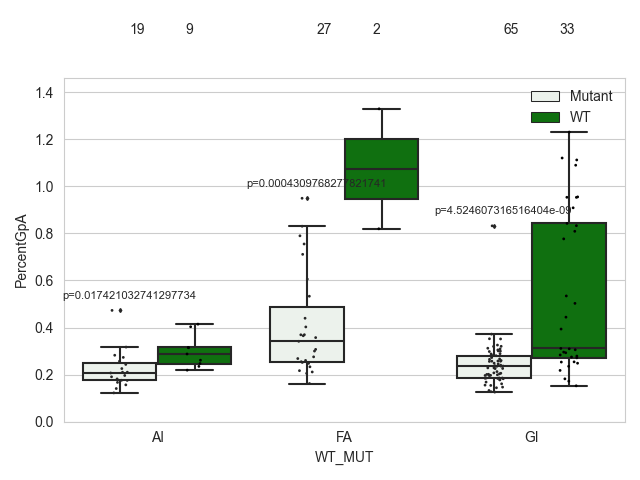 19 9 27 2 65 33
1.4
Mutant
WT
1.2
1.0
p=0.0004309768277821741
p=4.524607316516404e-09
0.8
0.6
p=0.017421032741297734
0.4
0.2
0.0
PercentGpA
AI FA GI
WT_MUT